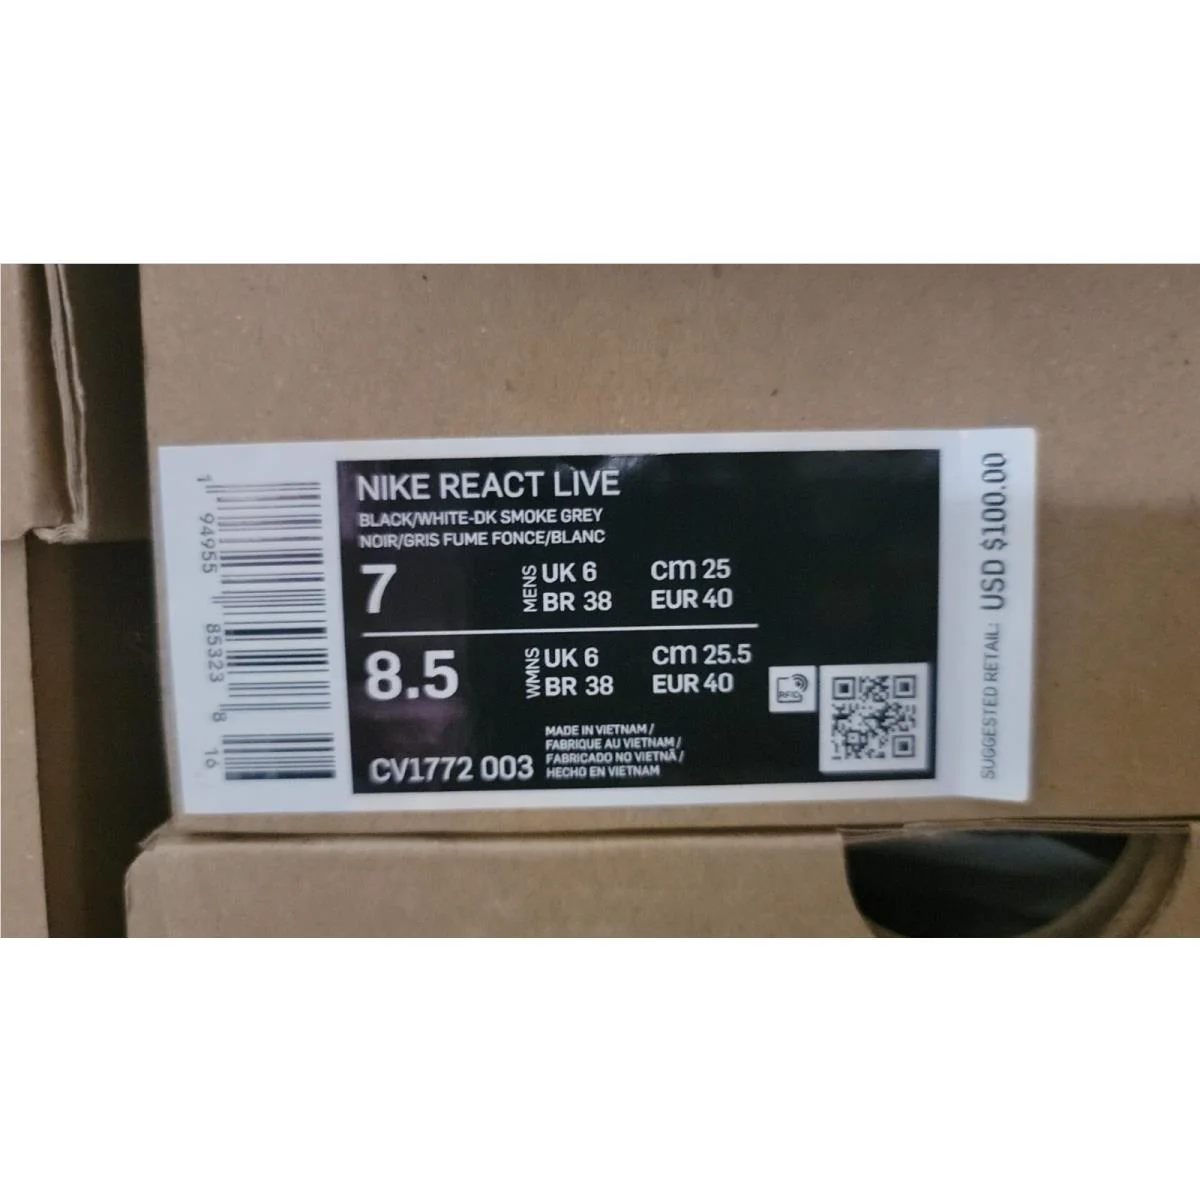 1 94955 85323 8 16
NIKE REACT LIVE
BLACK/WHITE-DK SMOKE GREY
NOIR/GRIS FUME FONCE/BLANC
7 MENS UK 6 cm 25
BR 38 EUR 40
8.5 WMNS UK 6 cm 25.5
BR 38 EUR 40
RFID
CV1772 003
MADE IN VIETNAM /
FABRIQUE AU VIETNAM /
FABRICADO NO VIETNÃ /
HECHO EN VIETNAM
SUGGESTED RETAIL: USD $100.00